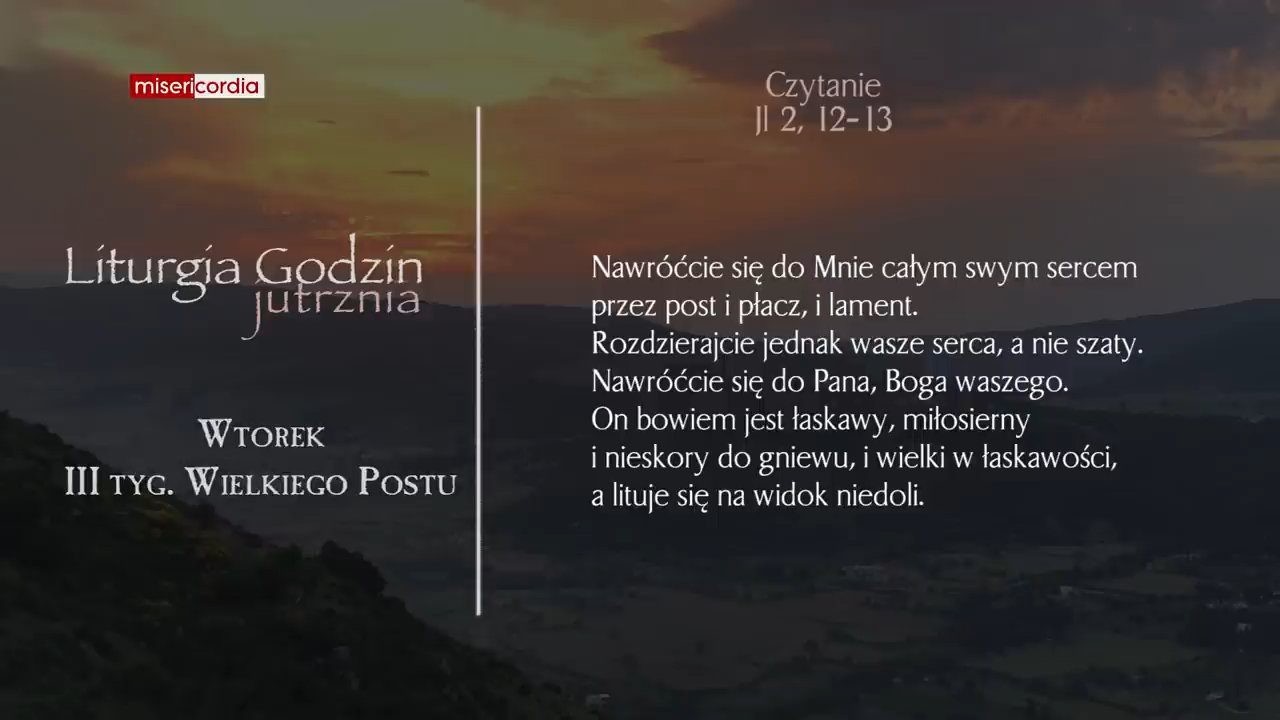 misericordia
Liturgia Godzin
jutrznia
Wtorek
III tyg. Wielkiego Postu
Czytanie
Jl 2, 12-13
Nawróćcie się do Mnie całym swym sercem
przez post i płacz, i lament.
Rozdzierajcie jednak wasze serca, a nie szaty.
Nawróćcie się do Pana, Boga waszego.
On bowiem jest łaskawy, miłosierny
i nieskory do gniewu, i wielki w łaskawości,
a lituje się na widok niedoli.